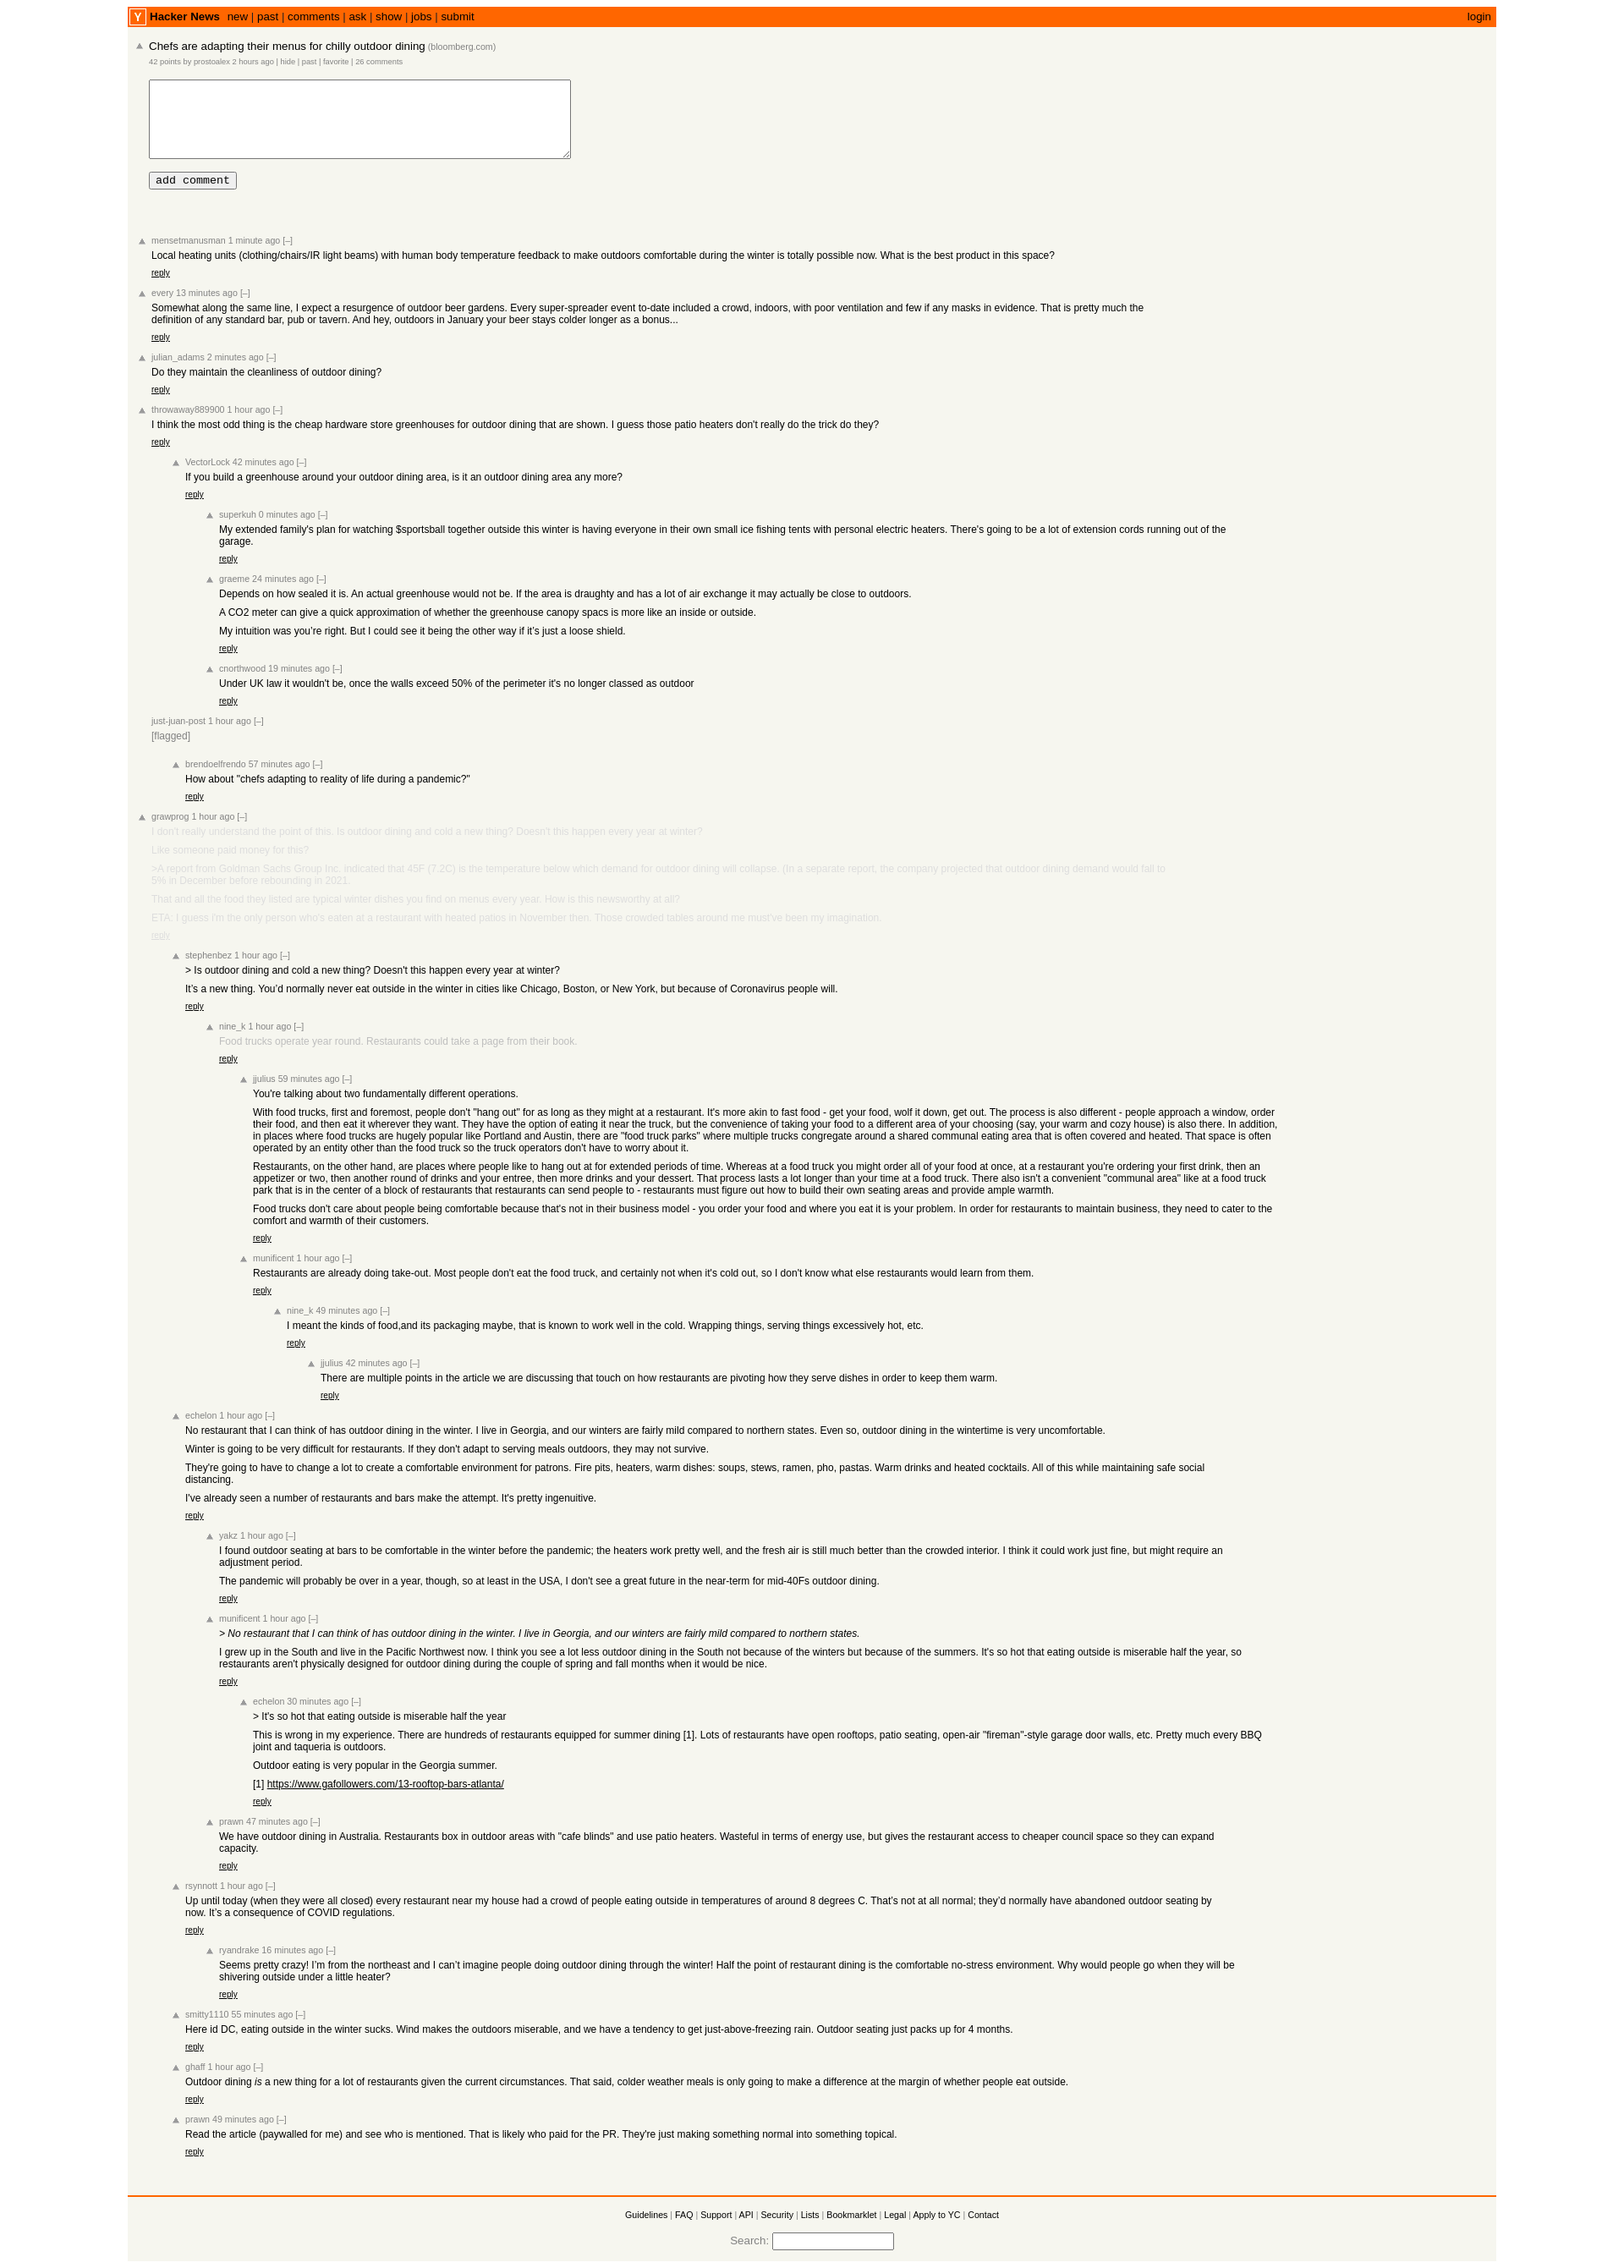 Y Hacker News new | past | comments | ask | show | jobs | submit login
Chefs are adapting their menus for chilly outdoor dining (bloomberg.com)
42 points by prostoalex 2 hours ago | hide | past | favorite | 26 comments
add comment
mensetmanusman 1 minute ago [–]
Local heating units (clothing/chairs/IR light beams) with human body temperature feedback to make outdoors comfortable during the winter is totally possible now. What is the best product in this space?
reply
every 13 minutes ago [–]
Somewhat along the same line, I expect a resurgence of outdoor beer gardens. Every super-spreader event to-date included a crowd, indoors, with poor ventilation and few if any masks in evidence. That is pretty much the
definition of any standard bar, pub or tavern. And hey, outdoors in January your beer stays colder longer as a bonus...
reply
julian_adams 2 minutes ago [–]
Do they maintain the cleanliness of outdoor dining?
reply
throwaway889900 1 hour ago [–]
I think the most odd thing is the cheap hardware store greenhouses for outdoor dining that are shown. I guess those patio heaters don't really do the trick do they?
reply
VectorLock 42 minutes ago [–]
If you build a greenhouse around your outdoor dining area, is it an outdoor dining area any more?
reply
superkuh 0 minutes ago [–]
My extended family's plan for watching $sportsball together outside this winter is having everyone in their own small ice fishing tents with personal electric heaters. There's going to be a lot of extension cords running out of the
garage.
reply
graeme 24 minutes ago [–]
Depends on how sealed it is. An actual greenhouse would not be. If the area is draughty and has a lot of air exchange it may actually be close to outdoors.
A CO2 meter can give a quick approximation of whether the greenhouse canopy spacs is more like an inside or outside.
My intuition was you’re right. But I could see it being the other way if it’s just a loose shield.
reply
cnorthwood 19 minutes ago [–]
Under UK law it wouldn't be, once the walls exceed 50% of the perimeter it's no longer classed as outdoor
reply
just-juan-post 1 hour ago [–]
[flagged]
brendoelfrendo 57 minutes ago [–]
How about "chefs adapting to reality of life during a pandemic?"
reply
grawprog 1 hour ago [–]
I don't really understand the point of this. Is outdoor dining and cold a new thing? Doesn't this happen every year at winter?
Like someone paid money for this?
>A report from Goldman Sachs Group Inc. indicated that 45F (7.2C) is the temperature below which demand for outdoor dining will collapse. (In a separate report, the company projected that outdoor dining demand would fall to
5% in December before rebounding in 2021.
That and all the food they listed are typical winter dishes you find on menus every year. How is this newsworthy at all?
ETA: I guess I'm the only person who's eaten at a restaurant with heated patios in November then. Those crowded tables around me must've been my imagination.
reply
stephenbez 1 hour ago [–]
> Is outdoor dining and cold a new thing? Doesn't this happen every year at winter?
It’s a new thing. You’d normally never eat outside in the winter in cities like Chicago, Boston, or New York, but because of Coronavirus people will.
reply
nine_k 1 hour ago [–]
Food trucks operate year round. Restaurants could take a page from their book.
reply
jjulius 59 minutes ago [–]
You're talking about two fundamentally different operations.
With food trucks, first and foremost, people don't "hang out" for as long as they might at a restaurant. It's more akin to fast food - get your food, wolf it down, get out. The process is also different - people approach a window, order
their food, and then eat it wherever they want. They have the option of eating it near the truck, but the convenience of taking your food to a different area of your choosing (say, your warm and cozy house) is also there. In addition,
in places where food trucks are hugely popular like Portland and Austin, there are "food truck parks" where multiple trucks congregate around a shared communal eating area that is often covered and heated. That space is often
operated by an entity other than the food truck so the truck operators don't have to worry about it.
Restaurants, on the other hand, are places where people like to hang out at for extended periods of time. Whereas at a food truck you might order all of your food at once, at a restaurant you're ordering your first drink, then an
appetizer or two, then another round of drinks and your entree, then more drinks and your dessert. That process lasts a lot longer than your time at a food truck. There also isn't a convenient "communal area" like at a food truck
park that is in the center of a block of restaurants that restaurants can send people to - restaurants must figure out how to build their own seating areas and provide ample warmth.
Food trucks don't care about people being comfortable because that's not in their business model - you order your food and where you eat it is your problem. In order for restaurants to maintain business, they need to cater to the
comfort and warmth of their customers.
reply
munificent 1 hour ago [–]
Restaurants are already doing take-out. Most people don't eat the food truck, and certainly not when it's cold out, so I don't know what else restaurants would learn from them.
reply
nine_k 49 minutes ago [–]
I meant the kinds of food,and its packaging maybe, that is known to work well in the cold. Wrapping things, serving things excessively hot, etc.
reply
jjulius 42 minutes ago [–]
There are multiple points in the article we are discussing that touch on how restaurants are pivoting how they serve dishes in order to keep them warm.
reply
echelon 1 hour ago [–]
No restaurant that I can think of has outdoor dining in the winter. I live in Georgia, and our winters are fairly mild compared to northern states. Even so, outdoor dining in the wintertime is very uncomfortable.
Winter is going to be very difficult for restaurants. If they don't adapt to serving meals outdoors, they may not survive.
They're going to have to change a lot to create a comfortable environment for patrons. Fire pits, heaters, warm dishes: soups, stews, ramen, pho, pastas. Warm drinks and heated cocktails. All of this while maintaining safe social
distancing.
I've already seen a number of restaurants and bars make the attempt. It's pretty ingenuitive.
reply
yakz 1 hour ago [–]
I found outdoor seating at bars to be comfortable in the winter before the pandemic; the heaters work pretty well, and the fresh air is still much better than the crowded interior. I think it could work just fine, but might require an
adjustment period.
The pandemic will probably be over in a year, though, so at least in the USA, I don't see a great future in the near-term for mid-40Fs outdoor dining.
reply
munificent 1 hour ago [–]
> No restaurant that I can think of has outdoor dining in the winter. I live in Georgia, and our winters are fairly mild compared to northern states.
I grew up in the South and live in the Pacific Northwest now. I think you see a lot less outdoor dining in the South not because of the winters but because of the summers. It's so hot that eating outside is miserable half the year, so
restaurants aren't physically designed for outdoor dining during the couple of spring and fall months when it would be nice.
reply
echelon 30 minutes ago [–]
> It's so hot that eating outside is miserable half the year
This is wrong in my experience. There are hundreds of restaurants equipped for summer dining [1]. Lots of restaurants have open rooftops, patio seating, open-air "fireman"-style garage door walls, etc. Pretty much every BBQ
joint and taqueria is outdoors.
Outdoor eating is very popular in the Georgia summer.
[1] https://www.gafollowers.com/13-rooftop-bars-atlanta/
reply
prawn 47 minutes ago [–]
We have outdoor dining in Australia. Restaurants box in outdoor areas with "cafe blinds" and use patio heaters. Wasteful in terms of energy use, but gives the restaurant access to cheaper council space so they can expand
capacity.
reply
rsynnott 1 hour ago [–]
Up until today (when they were all closed) every restaurant near my house had a crowd of people eating outside in temperatures of around 8 degrees C. That’s not at all normal; they’d normally have abandoned outdoor seating by
now. It’s a consequence of COVID regulations.
reply
ryandrake 16 minutes ago [–]
Seems pretty crazy! I’m from the northeast and I can’t imagine people doing outdoor dining through the winter! Half the point of restaurant dining is the comfortable no-stress environment. Why would people go when they will be
shivering outside under a little heater?
reply
smitty1110 55 minutes ago [–]
Here id DC, eating outside in the winter sucks. Wind makes the outdoors miserable, and we have a tendency to get just-above-freezing rain. Outdoor seating just packs up for 4 months.
reply
ghaff 1 hour ago [–]
Outdoor dining is a new thing for a lot of restaurants given the current circumstances. That said, colder weather meals is only going to make a difference at the margin of whether people eat outside.
reply
prawn 49 minutes ago [–]
Read the article (paywalled for me) and see who is mentioned. That is likely who paid for the PR. They're just making something normal into something topical.
reply
Guidelines | FAQ | Support | API | Security | Lists | Bookmarklet | Legal | Apply to YC | Contact
Search: